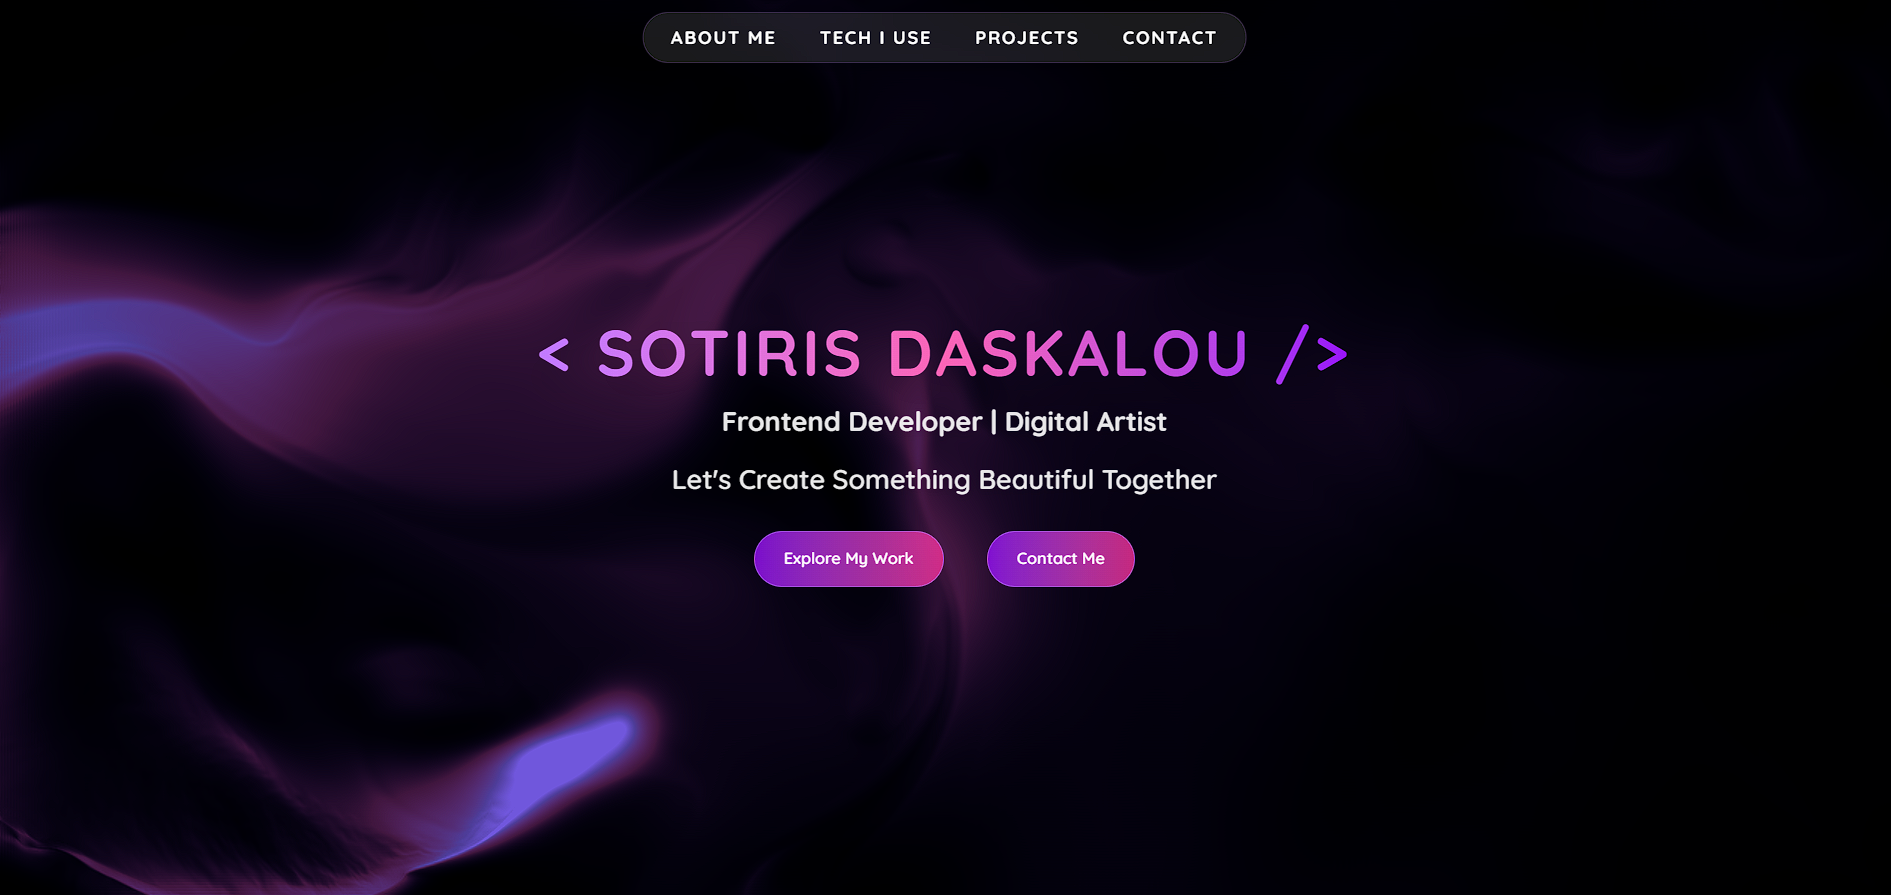 ABOUT ME TECH I USE PROJECTS CONTACT
< SOTIRIS DASKALOU />
Frontend Developer | Digital Artist
Let's Create Something Beautiful Together
Explore My Work Contact Me